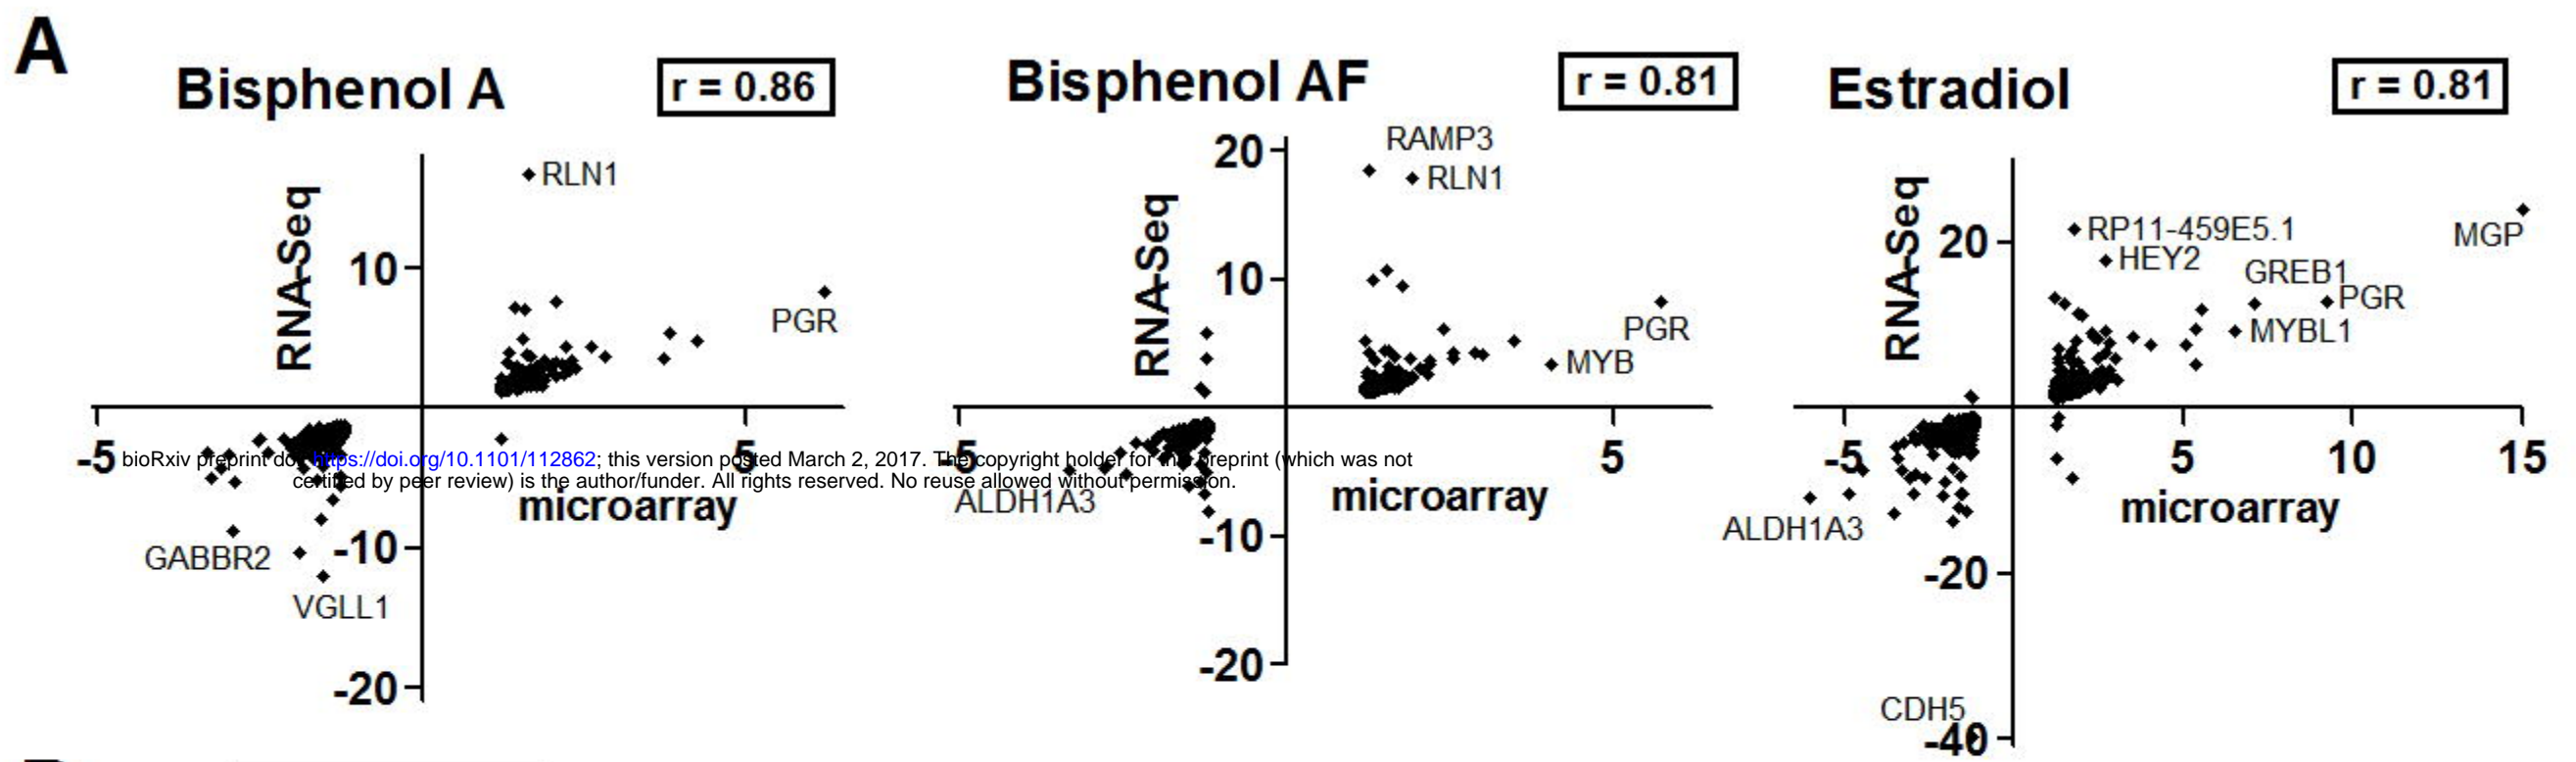 A
Bisphenol A
r = 0.86
RNA-Seq
RLN1
10
PGR
-5
5
microarray
GABBR2
-10
VGLL1
-20
Bisphenol AF
r = 0.81
RNA-Seq
20
RAMP3
RLN1
10
PGR
MYB
-5
5
microarray
ALDH1A3
-10
-20
Estradiol
r = 0.81
RNA-Seq
20
RP11-459E5.1
HEY2
MGP
GREB1
PGR
MYBL1
-5
5
10
15
microarray
ALDH1A3
-20
CDH5
-40
bioRxiv preprint doi: https://doi.org/10.1101/112862; this version posted March 2, 2017. The copyright holder for this preprint (which was not
certified by peer review) is the author/funder. All rights reserved. No reuse allowed without permission.